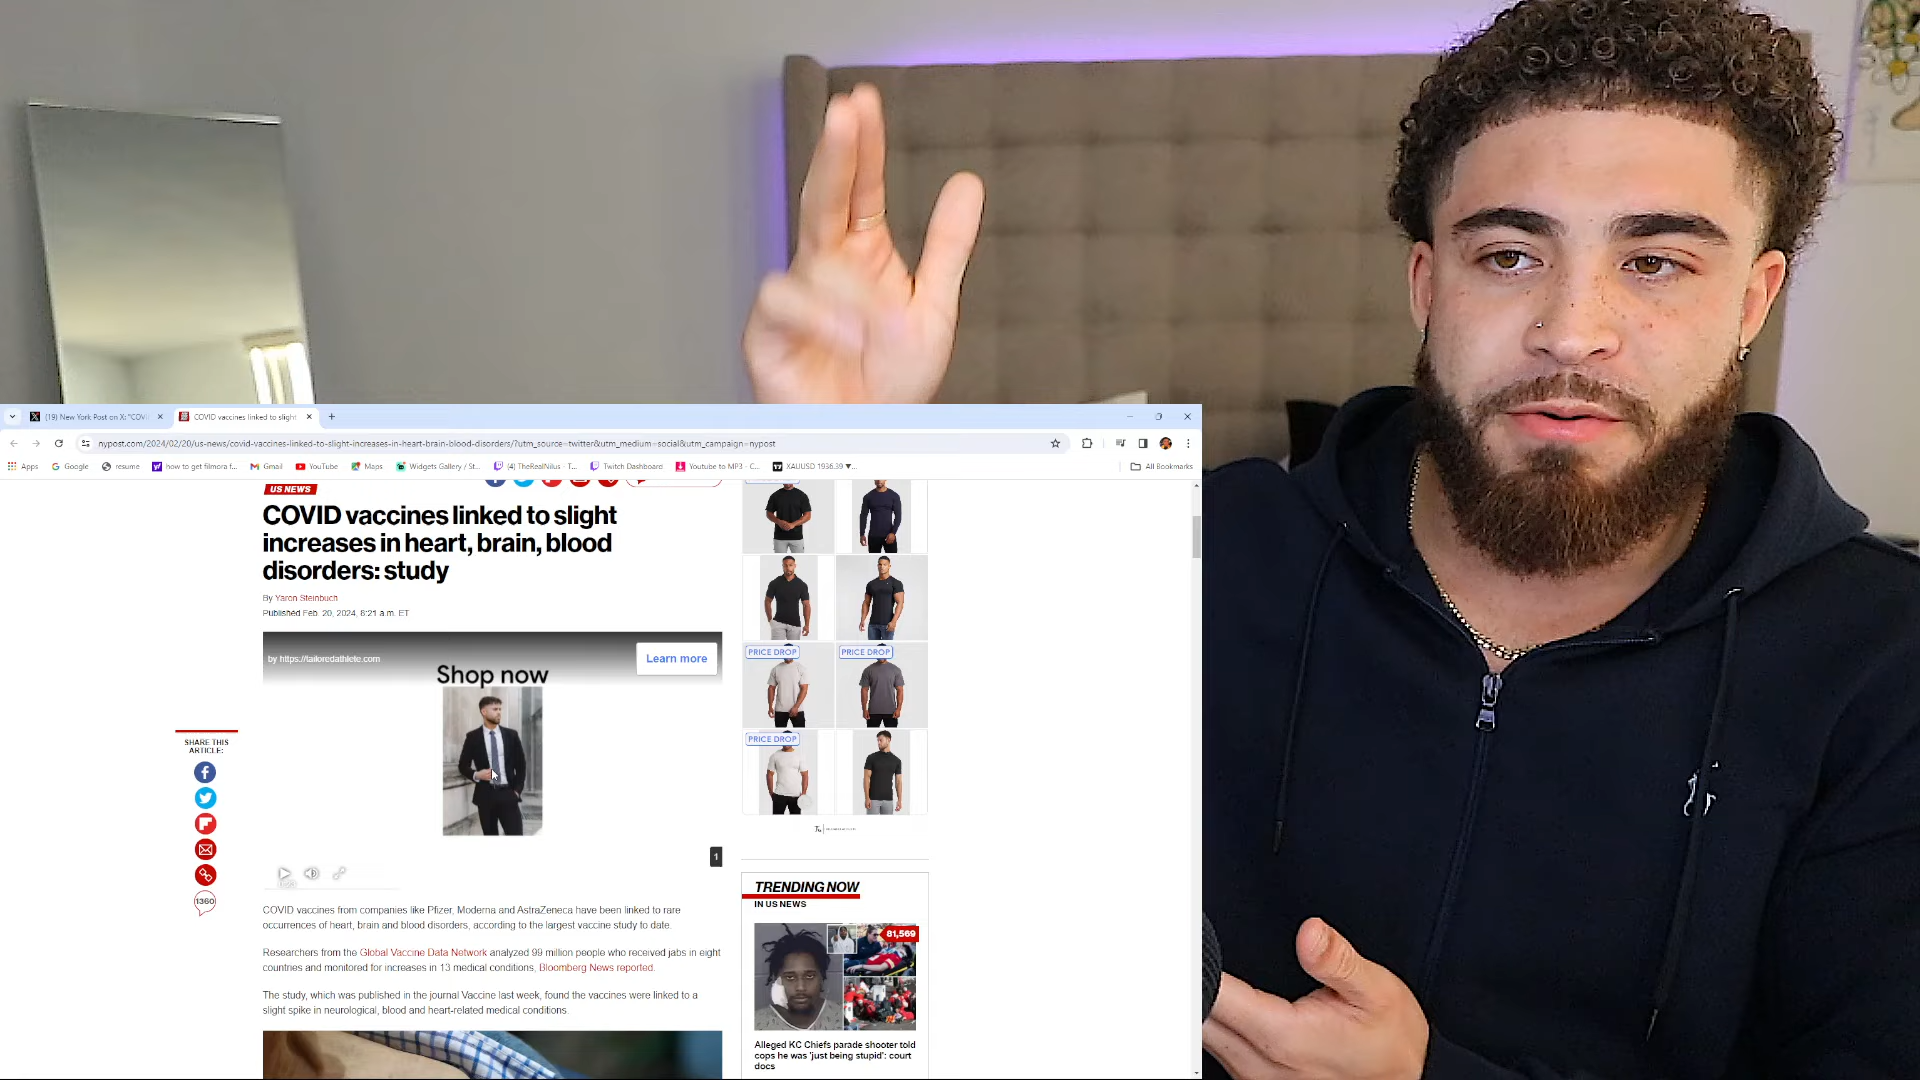 (19) New York Post on X: "COVI
COVID vaccines linked to slight
nypost.com/2024/02/20/us-news/covid-vaccines-linked-to-slight-increases-in-heart-brain-blood-disorders/?utm_source=twitter&utm_medium=social&utm_campaign=nypost
Apps
Google
resume
how to get filmora f...
Gmail
YouTube
Maps
Widgets Gallery / St...
(4) TheRealNilus - T...
Twitch Dashboard
Youtube to MP3 - C...
XAUUSD 1936.39 ▼...
All Bookmarks
US NEWS
COVID vaccines linked to slight
increases in heart, brain, blood
disorders: study
By Yaron Steinbuch
Published Feb. 20, 2024, 6:21 a.m. ET
by https://tailoredathlete.com
Learn more
Shop now
SHARE THIS
ARTICLE:
1360
1
COVID vaccines from companies like Pfizer, Moderna and AstraZeneca have been linked to rare
occurrences of heart, brain and blood disorders, according to the largest vaccine study to date.
Researchers from the Global Vaccine Data Network analyzed 99 million people who received jabs in eight
countries and monitored for increases in 13 medical conditions, Bloomberg News reported.
The study, which was published in the journal Vaccine last week, found the vaccines were linked to a
slight spike in neurological, blood and heart-related medical conditions.
PRICE DROP
PRICE DROP
PRICE DROP
TRENDING NOW
IN US NEWS
81,569
Alleged KC Chiefs parade shooter told
cops he was 'just being stupid': court
docs